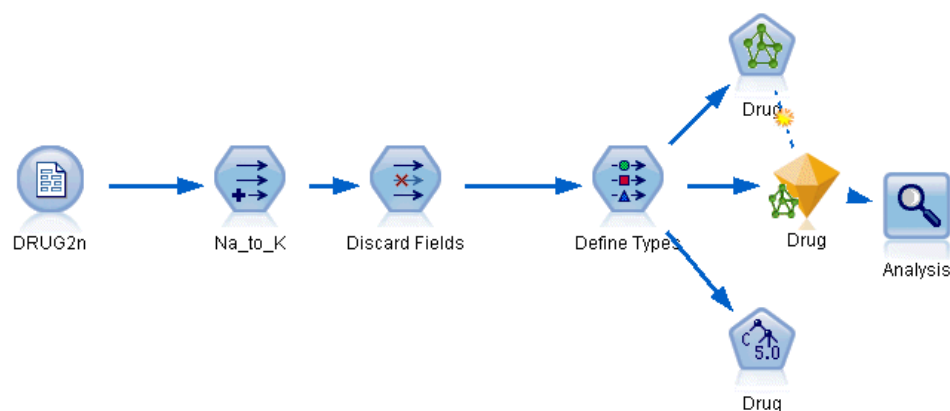 Drug
DRUG2n
Na_to_K
Discard Fields
Define Types
Drug
Analysis
C 5.0
Drug